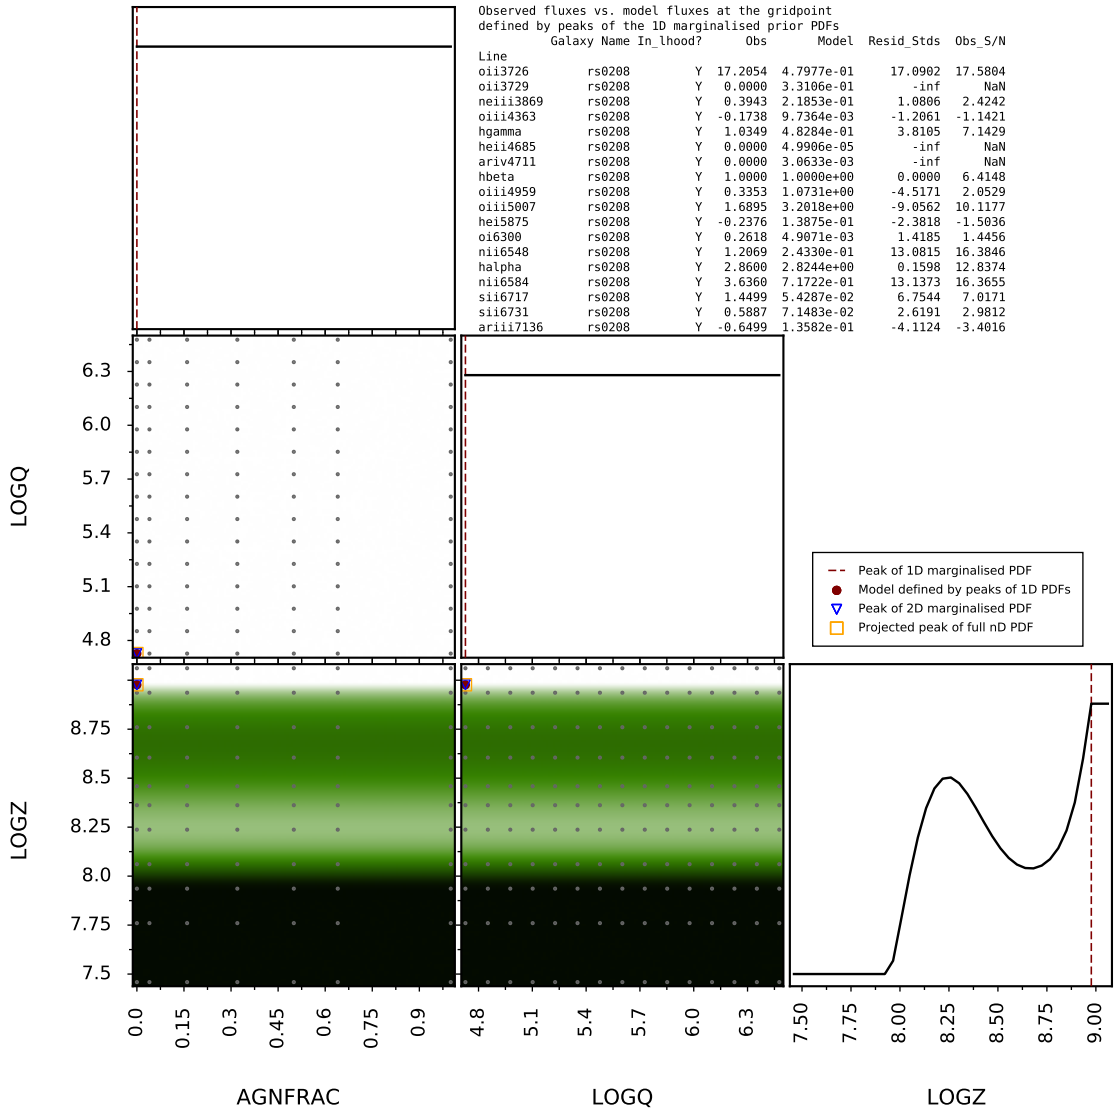 Observed fluxes vs. model fluxes at the gridpoint
defined by peaks of the 1D marginalised prior PDFs
Galaxy Name In_lhood? Obs Model Resid_Stds Obs_S/N
Line
oii3726 rs0208 Y 17.2054 4.7977e-01 17.0902 17.5804
oii3729 rs0208 Y 0.0000 3.3106e-01 -inf NaN
neiii3869 rs0208 Y 0.3943 2.1853e-01 1.0806 2.4242
oiii4363 rs0208 Y -0.1738 9.7364e-03 -1.2061 -1.1421
hgamma rs0208 Y 1.0349 4.8284e-01 3.8105 7.1429
heii4685 rs0208 Y 0.0000 4.9906e-05 -inf NaN
ariv4711 rs0208 Y 0.0000 3.0633e-03 -inf NaN
hbeta rs0208 Y 1.0000 1.0000e+00 0.0000 6.4148
oiii4959 rs0208 Y 0.3353 1.0731e+00 -4.5171 2.0529
oiii5007 rs0208 Y 1.6895 3.2018e+00 -9.0562 10.1177
hei5875 rs0208 Y -0.2376 1.3875e-01 -2.3818 -1.5036
oi6300 rs0208 Y 0.2618 4.9071e-03 1.4185 1.4456
nii6548 rs0208 Y 1.2069 2.4330e-01 13.0815 16.3846
halpha rs0208 Y 2.8600 2.8244e+00 0.1598 12.8374
nii6584 rs0208 Y 3.6360 7.1722e-01 13.1373 16.3655
sii6717 rs0208 Y 1.4499 5.4287e-02 6.7544 7.0171
sii6731 rs0208 Y 0.5887 7.1483e-02 2.6191 2.9812
ariii7136 rs0208 Y -0.6499 1.3582e-01 -4.1124 -3.4016
6.3
6.0
5.7
5.4
5.1
4.8
LOGQ
Peak of 1D marginalised PDF
Model defined by peaks of 1D PDFs
Peak of 2D marginalised PDF
Projected peak of full nD PDF
8.75
8.5
8.25
8.0
7.75
7.5
LOGZ
0.0 0.15 0.3 0.45 0.6 0.75 0.9
4.8 5.1 5.4 5.7 6.0 6.3
7.50 7.75 8.00 8.25 8.50 8.75 9.00
AGNFRAC LOGQ LOGZ